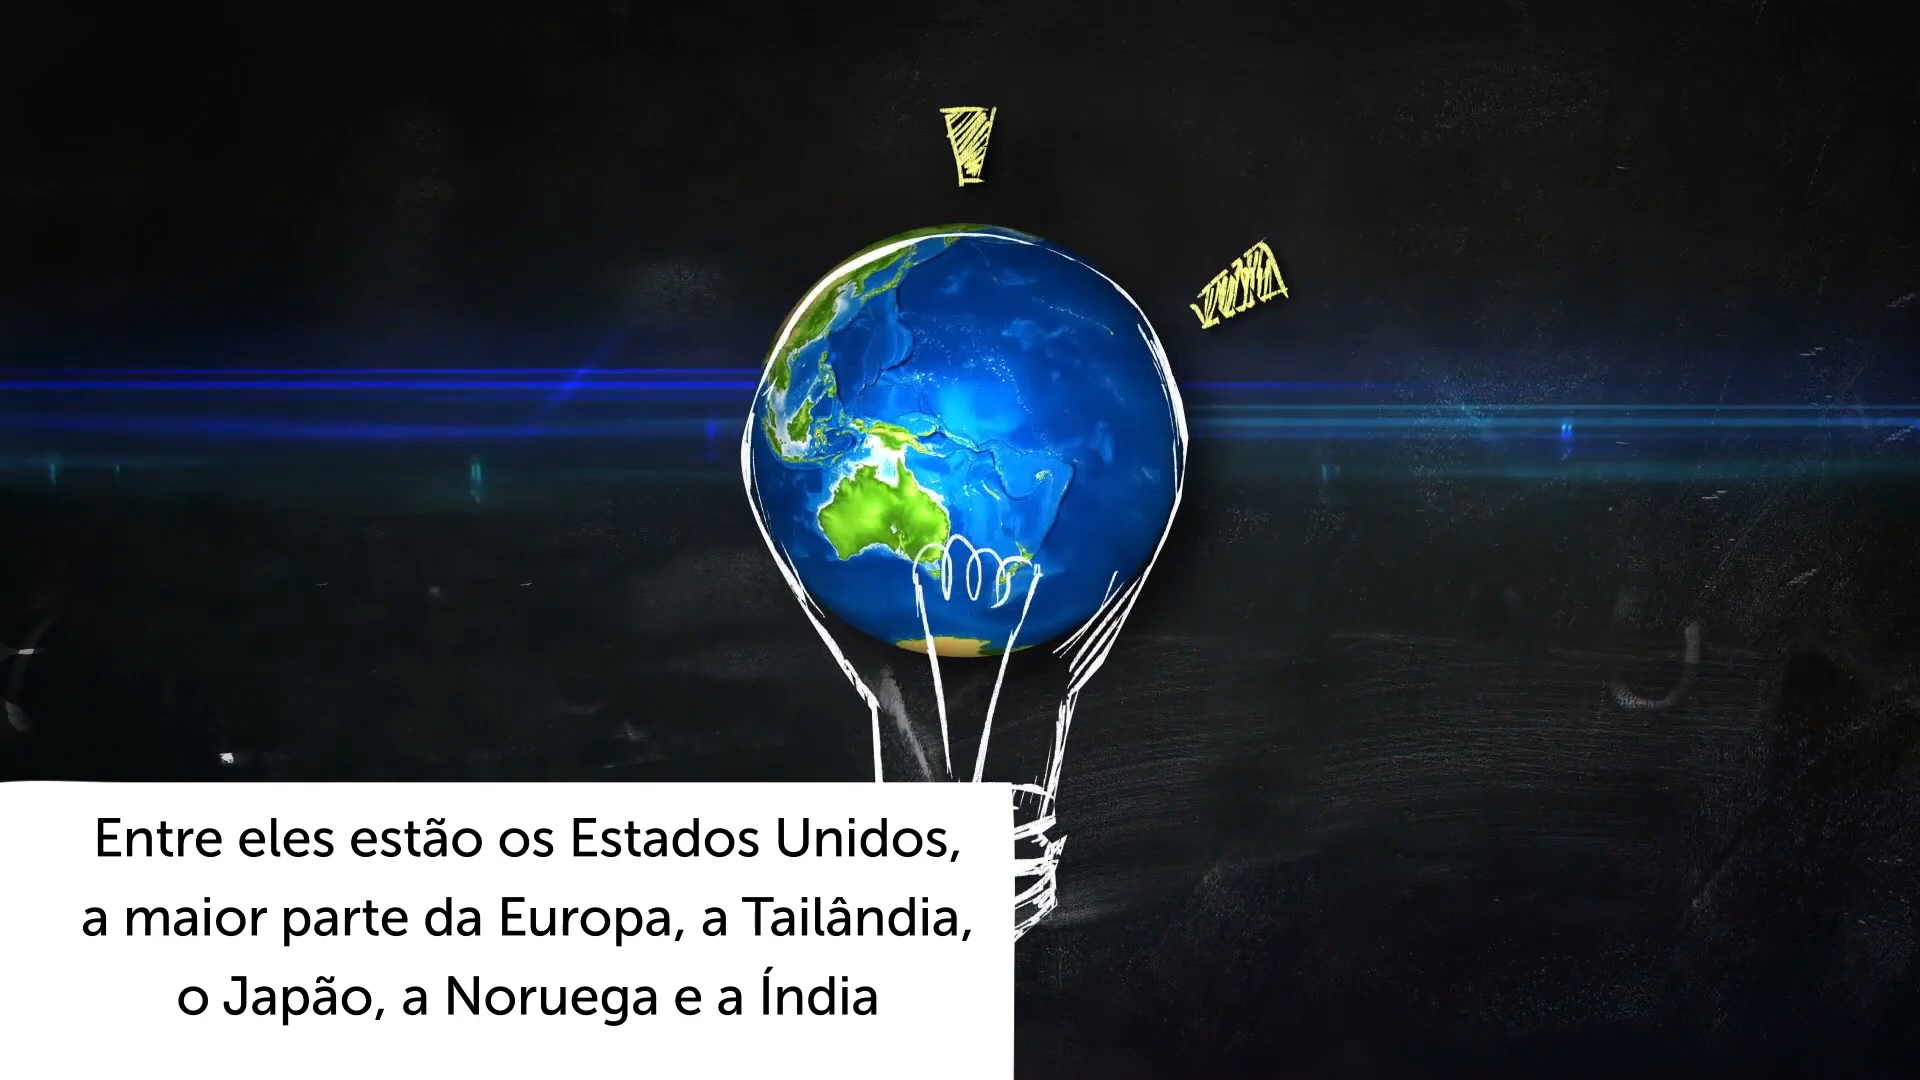 Entre eles estão os Estados Unidos,
a maior parte da Europa, a Tailândia,
o Japão, a Noruega e a Índia